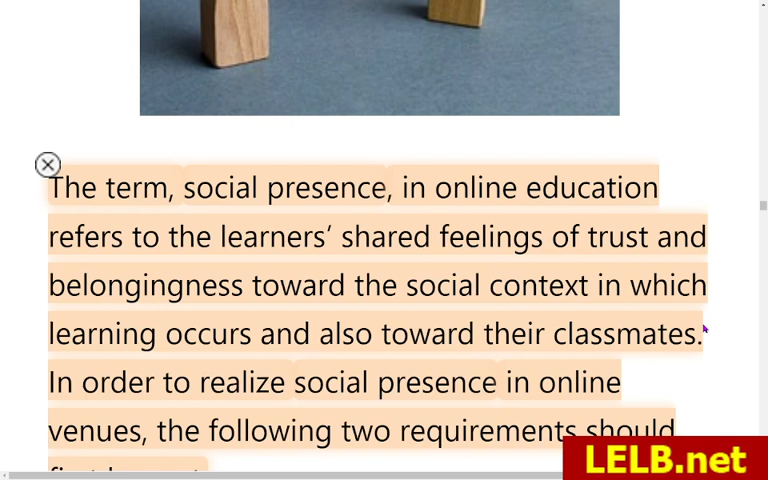 The term, social presence, in online education
refers to the learners’ shared feelings of trust and
belongingness toward the social context in which
learning occurs and also toward their classmates.
In order to realize social presence in online
venues, the following two requirements should
LELB.net